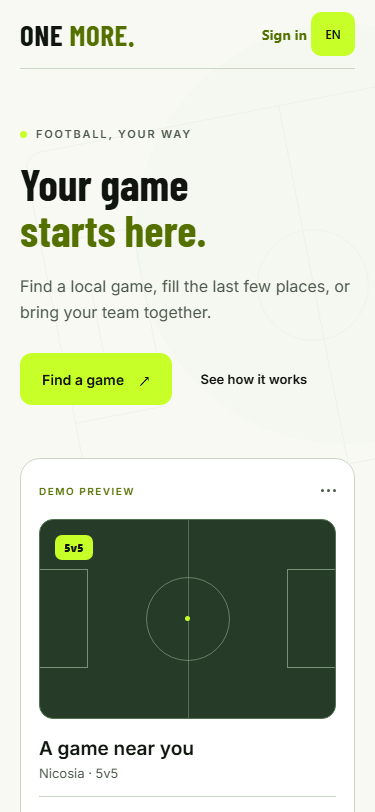 ONE MORE.
Sign in
EN
FOOTBALL, YOUR WAY
Your game
starts here.
Find a local game, fill the last few places, or
bring your team together.
Find a game ↗
See how it works
DEMO PREVIEW
5v5
A game near you
Nicosia · 5v5